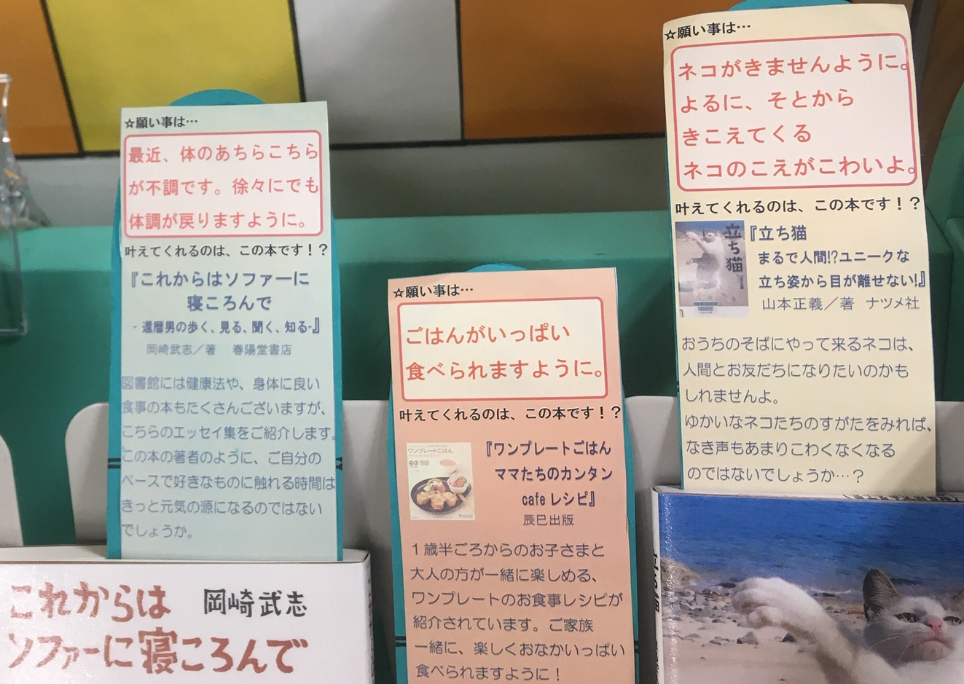 ☆願い事は…
最近、体のあちらこちら
が不調です。徐々にでも
体調が戻りますように。
叶えてくれるのは、この本です！？
『これからはソファーに
寝ころんで
- 還暦男の歩く、見る、聞く、知る-』
岡崎武志／著　春陽堂書店
図書館には健康法や、身体に良い
食事の本もたくさんございますが、
こちらのエッセイ集をご紹介します。
この本の著者のように、ご自分の
ペースで好きなものに触れる時間は
きっと元気の源になるのではない
でしょうか。
これからは
ソファーに寝ころんで
岡崎武志
☆願い事は…
ごはんがいっぱい
食べられますように。
叶えてくれるのは、この本です！？
ワンプレートごはん
『ワンプレートごはん
ママたちのカンタン
cafe レシピ』
辰巳出版
１歳半ごろからのお子さまと
大人の方が一緒に楽しめる、
ワンプレートのお食事レシピが
紹介されています。ご家族
一緒に、楽しくおなかいっぱい
食べられますように！
☆願い事は…
ネコがきませんように。
よるに、そとから
きこえてくる
ネコのこえがこわいよ。
叶えてくれるのは、この本です！？
立ち猫
『立ち猫
まるで人間!?ユニークな
立ち姿から目が離せない!』
山本正義／著　ナツメ社
おうちのそばにやって来るネコは、
人間とお友だちになりたいのかも
しれませんよ。
ゆかいなネコたちのすがたをみれば、
なき声もあまりこわくなくなる
のではないでしょうか…？